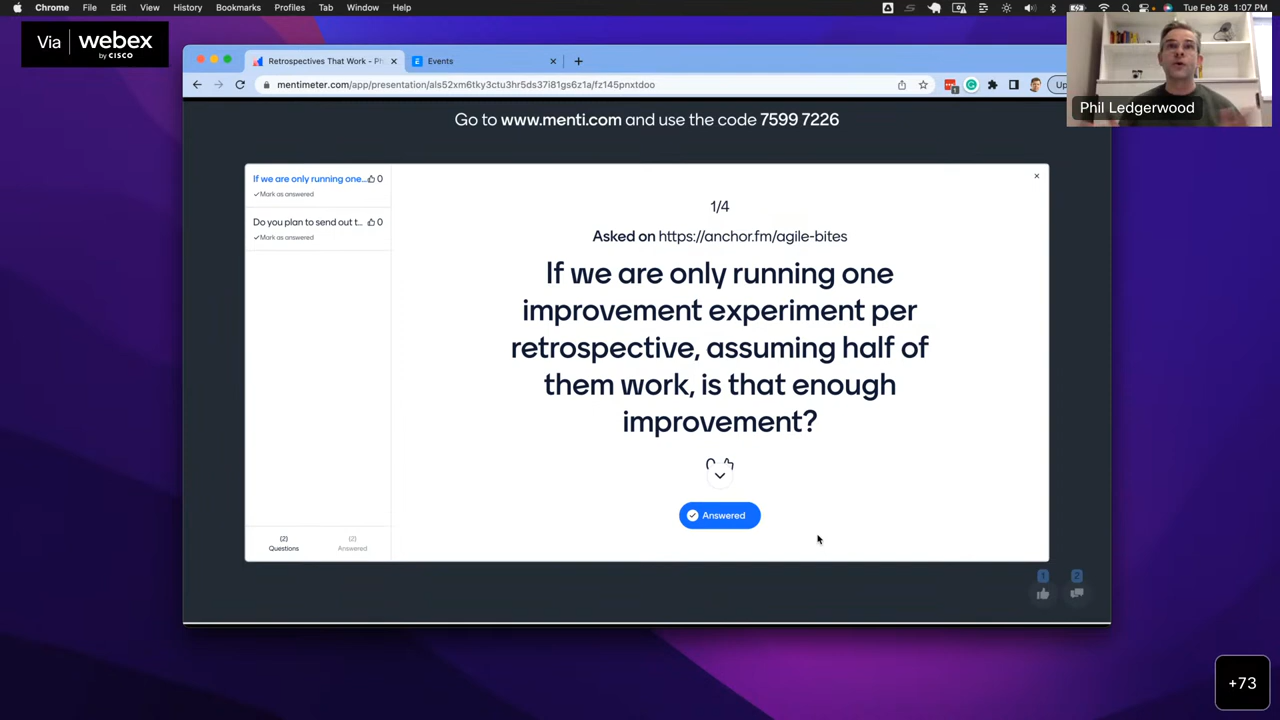 Chrome File Edit View History Bookmarks Profiles Tab Window Help
Tue Feb 28 1:07 PM
Via webex
by CISCO
Retrospectives That Work - Ph
Events
mentimeter.com/app/presentation/als52xm6tky3ctu3hr5ds37i81gs6z1a/fz145pnxtdoo
Up
Phil Ledgerwood
Go to www.menti.com and use the code 7599 7226
If we are only running one... 0
Mark as answered
Do you plan to send out t... 0
Mark as answered
1/4
Asked on https://anchor.fm/agile-bites
If we are only running one
improvement experiment per
retrospective, assuming half of
them work, is that enough
improvement?
Answered
(2)
Questions
(2)
Answered
1
2
+73